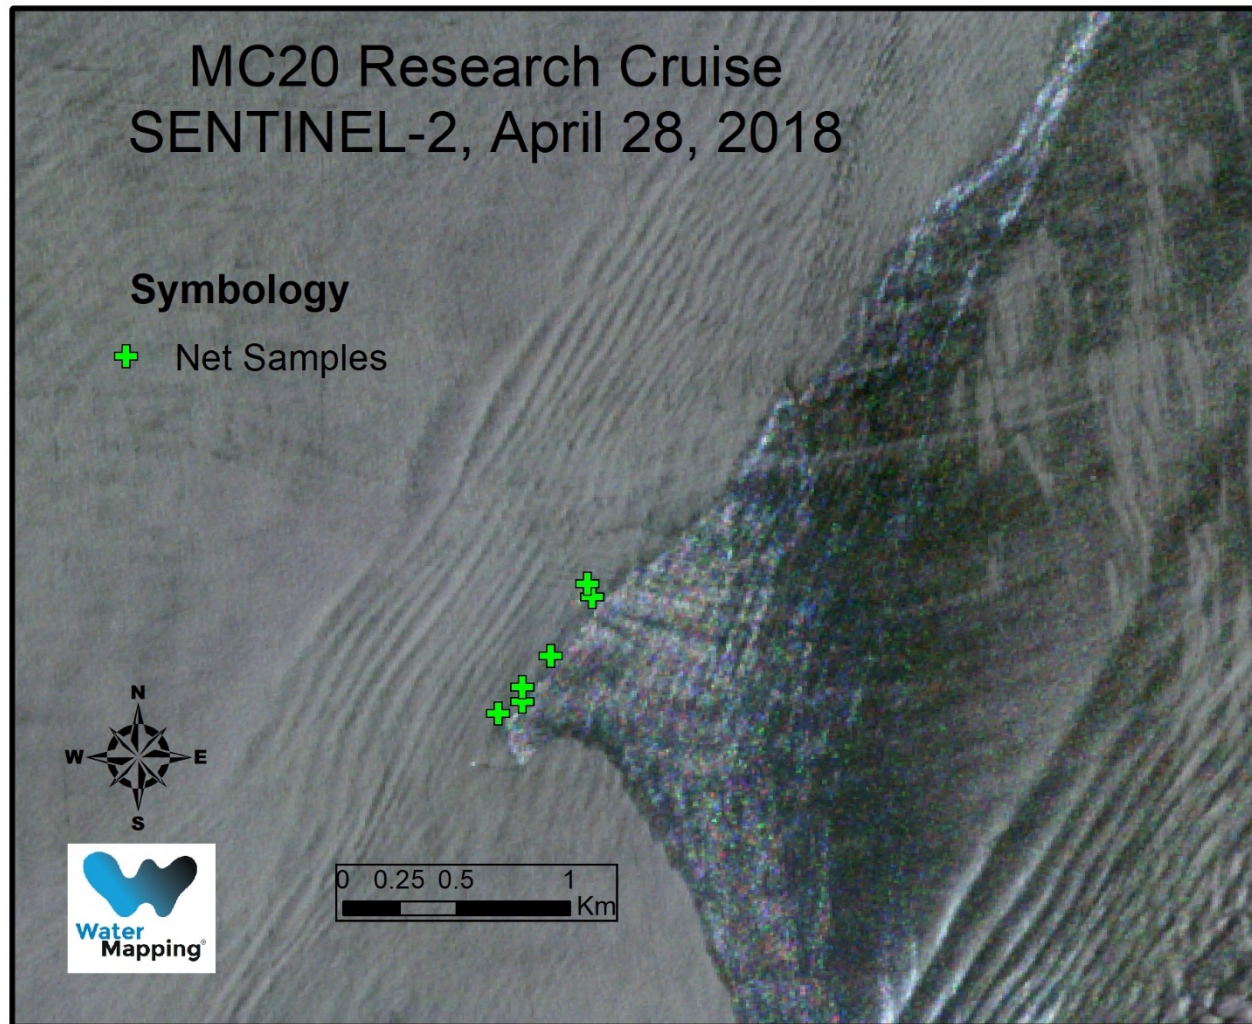 MC20 Research Cruise
SENTINEL-2, April 28, 2018
Symbology
Net Samples
N
W E
S
0 0.25 0.5 1
Km
Water
Mapping®